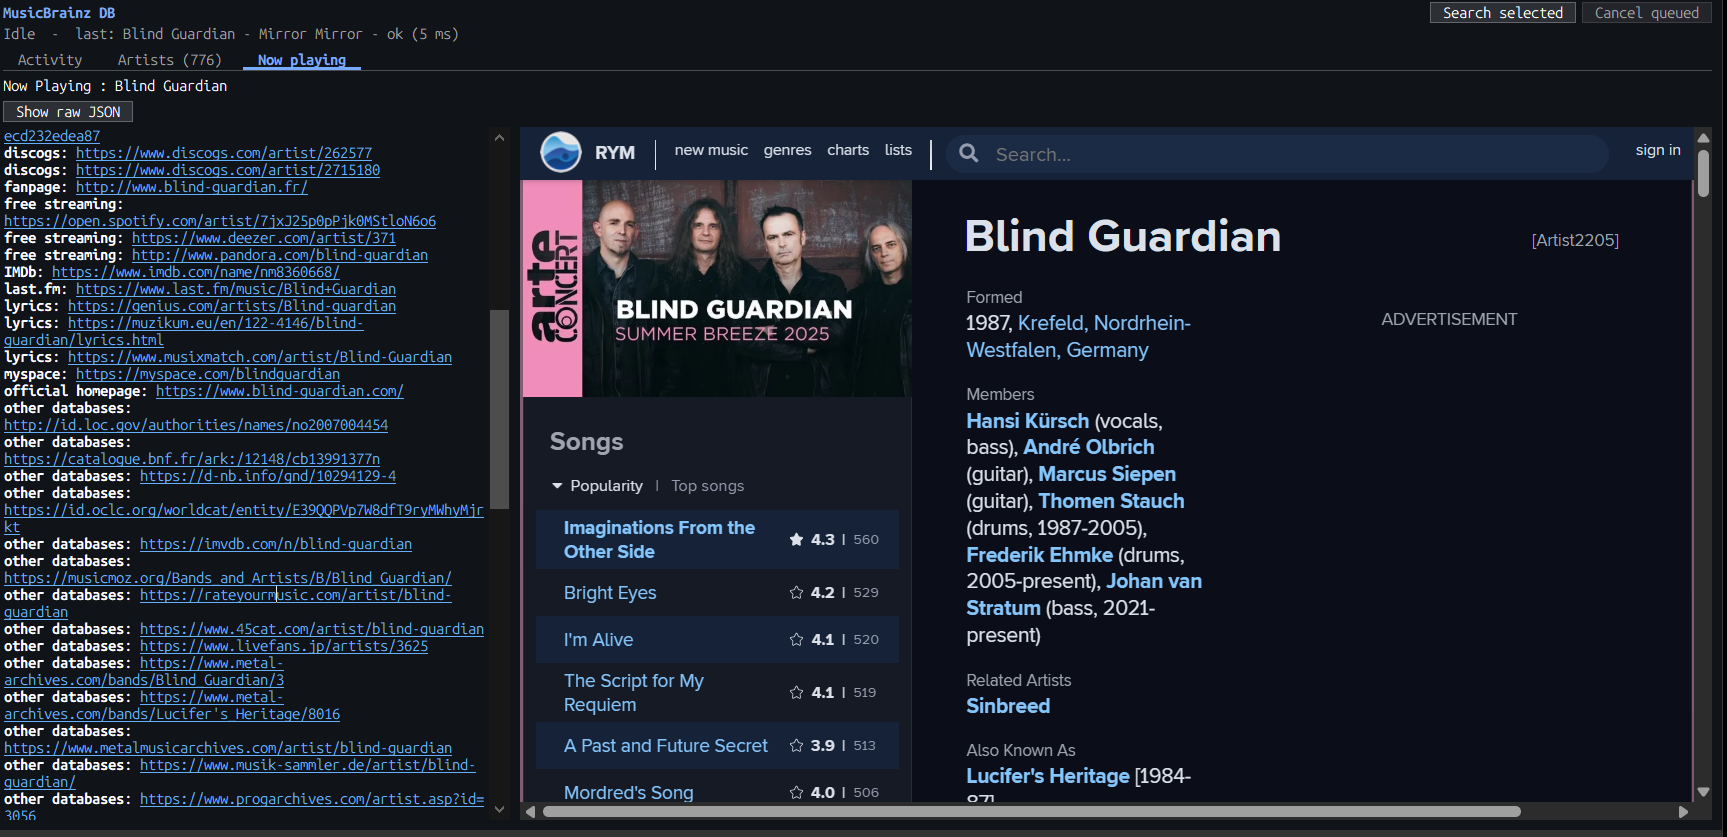 MusicBrainz DB
Search selected
Cancel queued
Idle  -  last: Blind Guardian - Mirror Mirror - ok (5 ms)
Activity
Artists (776)
Now playing
Now Playing : Blind Guardian
Show raw JSON
ecd232edea87
discogs: https://www.discogs.com/artist/262577
discogs: https://www.discogs.com/artist/2715180
fanpage: http://www.blind-guardian.fr/
free streaming:
https://open.spotify.com/artist/7jxJ25p0pPjk0MStloN6o6
free streaming: https://www.deezer.com/artist/371
free streaming: http://www.pandora.com/blind-guardian
IMDb: https://www.imdb.com/name/nm8360668/
last.fm: https://www.last.fm/music/Blind+Guardian
lyrics: https://genius.com/artists/Blind-guardian
lyrics: https://muzikum.eu/en/122-4146/blind-
guardian/lyrics.html
lyrics: https://www.musixmatch.com/artist/Blind-Guardian
myspace: https://myspace.com/blindguardian
official homepage: https://www.blind-guardian.com/
other databases:
http://id.loc.gov/authorities/names/no2007004454
other databases:
https://catalogue.bnf.fr/ark:/12148/cb13991377n
other databases: https://d-nb.info/gnd/10294129-4
other databases:
https://id.oclc.org/worldcat/entity/E39QQPVp7W8dfT9ryMWhyMjr
kt
other databases: https://imvdb.com/n/blind-guardian
other databases:
https://musicmoz.org/Bands_and_Artists/B/Blind_Guardian/
other databases: https://rateyourmusic.com/artist/blind-
guardian
other databases: https://www.45cat.com/artist/blind-guardian
other databases: https://www.livefans.jp/artists/3625
other databases: https://www.metal-
archives.com/bands/Blind_Guardian/3
other databases: https://www.metal-
archives.com/bands/Lucifer's_Heritage/8016
other databases:
https://www.metalmusicarchives.com/artist/blind-guardian
other databases: https://www.musik-sammler.de/artist/blind-
guardian/
other databases: https://www.progarchives.com/artist.asp?id=
3056
RYM
new music
genres
charts
lists
Search...
sign in
arte
CONCERT
BLIND GUARDIAN
SUMMER BREEZE 2025
Songs
Popularity | Top songs
Imaginations From the
Other Side
4.3 | 560
Bright Eyes
4.2 | 529
I'm Alive
4.1 | 520
The Script for My
Requiem
4.1 | 519
A Past and Future Secret
3.9 | 513
Mordred's Song
4.0 | 506
Blind Guardian
[Artist2205]
Formed
1987, Krefeld, Nordrhein-
Westfalen, Germany
ADVERTISEMENT
Members
Hansi Kürsch (vocals,
bass), André Olbrich
(guitar), Marcus Siepen
(guitar), Thomen Stauch
(drums, 1987-2005),
Frederik Ehmke (drums,
2005-present), Johan van
Stratum (bass, 2021-
present)
Related Artists
Sinbreed
Also Known As
Lucifer's Heritage [1984-
87]